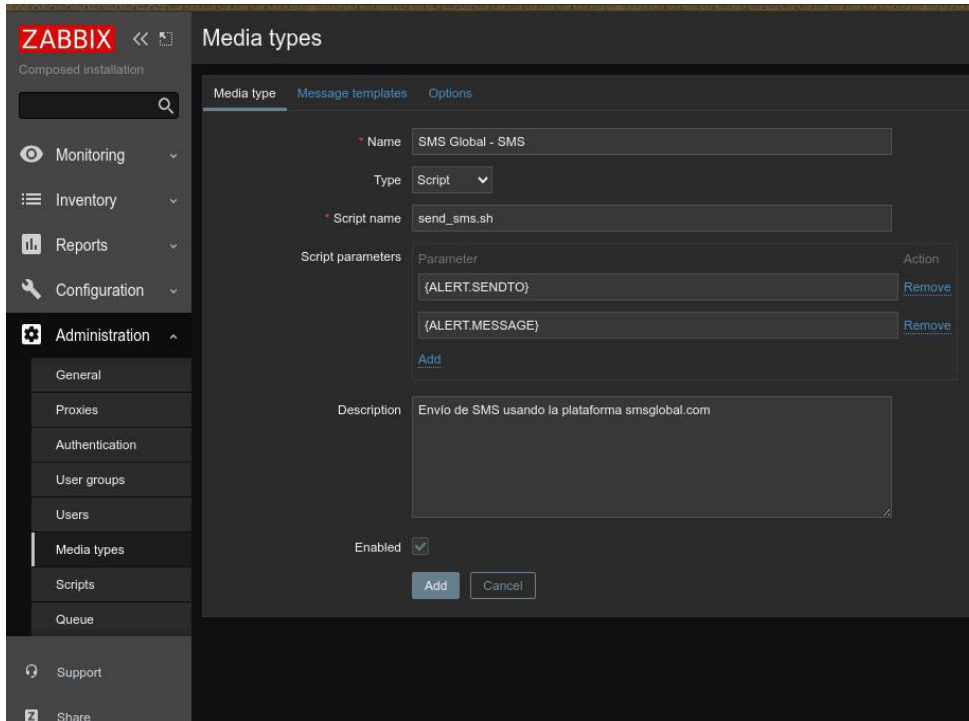 ZABBIX
Composed installation
Monitoring
Inventory
Reports
Configuration
Administration
General
Proxies
Authentication
User groups
Users
Media types
Scripts
Queue
Support
Share
Media types
Media type Message templates Options
* Name SMS Global - SMS
Type Script
* Script name send_sms.sh
Script parameters Parameter Action
{ALERT.SENDTO} Remove
{ALERT.MESSAGE} Remove
Add
Description Envío de SMS usando la plataforma smsglobal.com
Enabled
Add Cancel